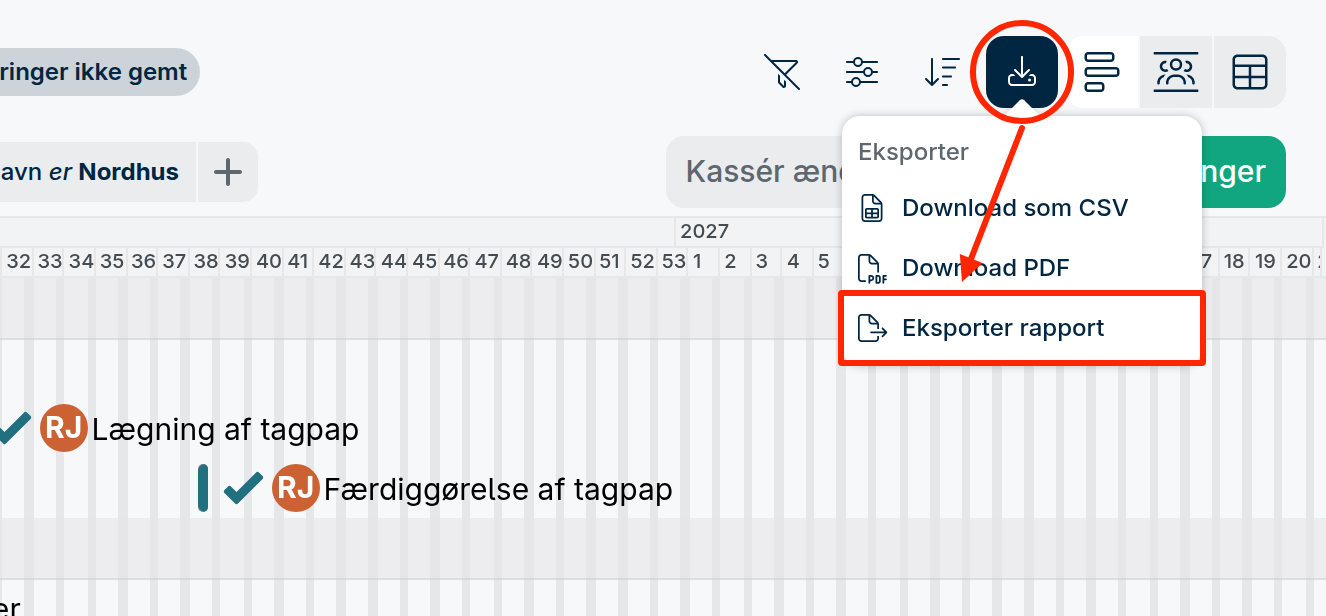 ringer ikke gemt
avn er Nordhus
Kassér æn
nger
Eksporter
Download som CSV
Download PDF
PDF
Eksporter rapport
2027
32 33 34 35 36 37 38 39 40 41 42 43 44 45 46 47 48 49 50 51 52 53 1 2 3 4 5 7 18 19 20
RJ Lægning af tagpap
RJ Færdiggørelse af tagpap
er